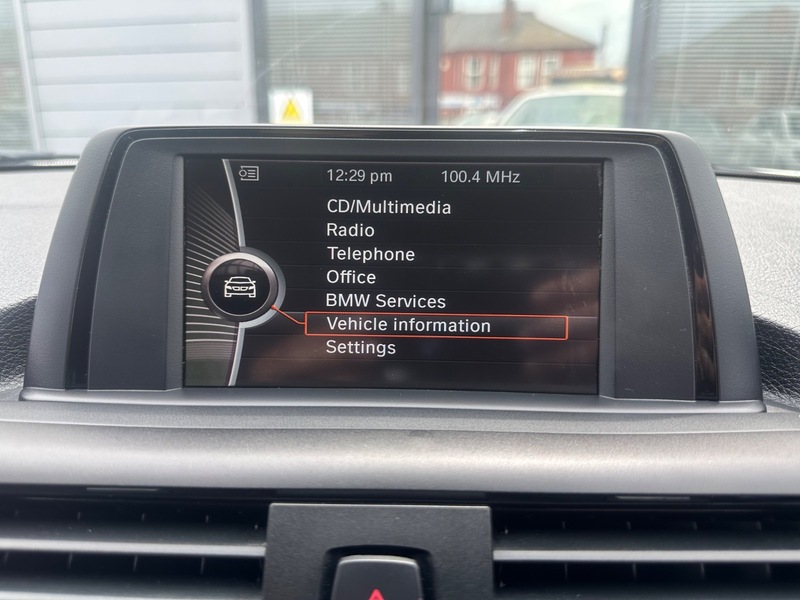 12:29 pm 100.4 MHz
CD/Multimedia
Radio
Telephone
Office
BMW Services
Vehicle information
Settings